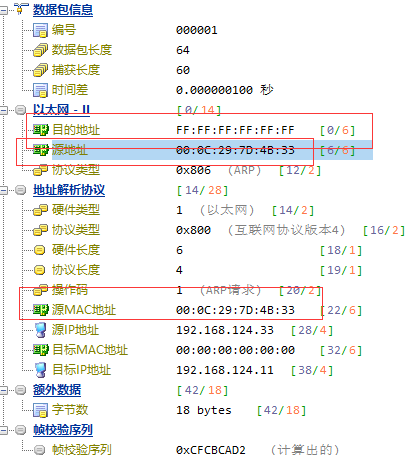 数据包信息
编号 000001
数据包长度 64
捕获长度 60
时间差 0.000000100 秒
以太网 - II [0/14]
目的地址 FF:FF:FF:FF:FF:FF [0/6]
源地址 00:0C:29:7D:4B:33 [6/6]
协议类型 0x806 (ARP) [12/2]
地址解析协议 [14/28]
硬件类型 1 (以太网) [14/2]
协议类型 0x800 (互联网协议版本4) [16/2]
硬件长度 6 [18/1]
协议长度 4 [19/1]
操作码 1 (ARP请求) [20/2]
源MAC地址 00:0C:29:7D:4B:33 [22/6]
源IP地址 192.168.124.33 [28/4]
目标MAC地址 00:00:00:00:00:00 [32/6]
目标IP地址 192.168.124.11 [38/4]
额外数据 [42/18]
字节数 18 bytes [42/18]
帧校验序列
帧校验序列 0xCFCBCAD2 (计算出的)